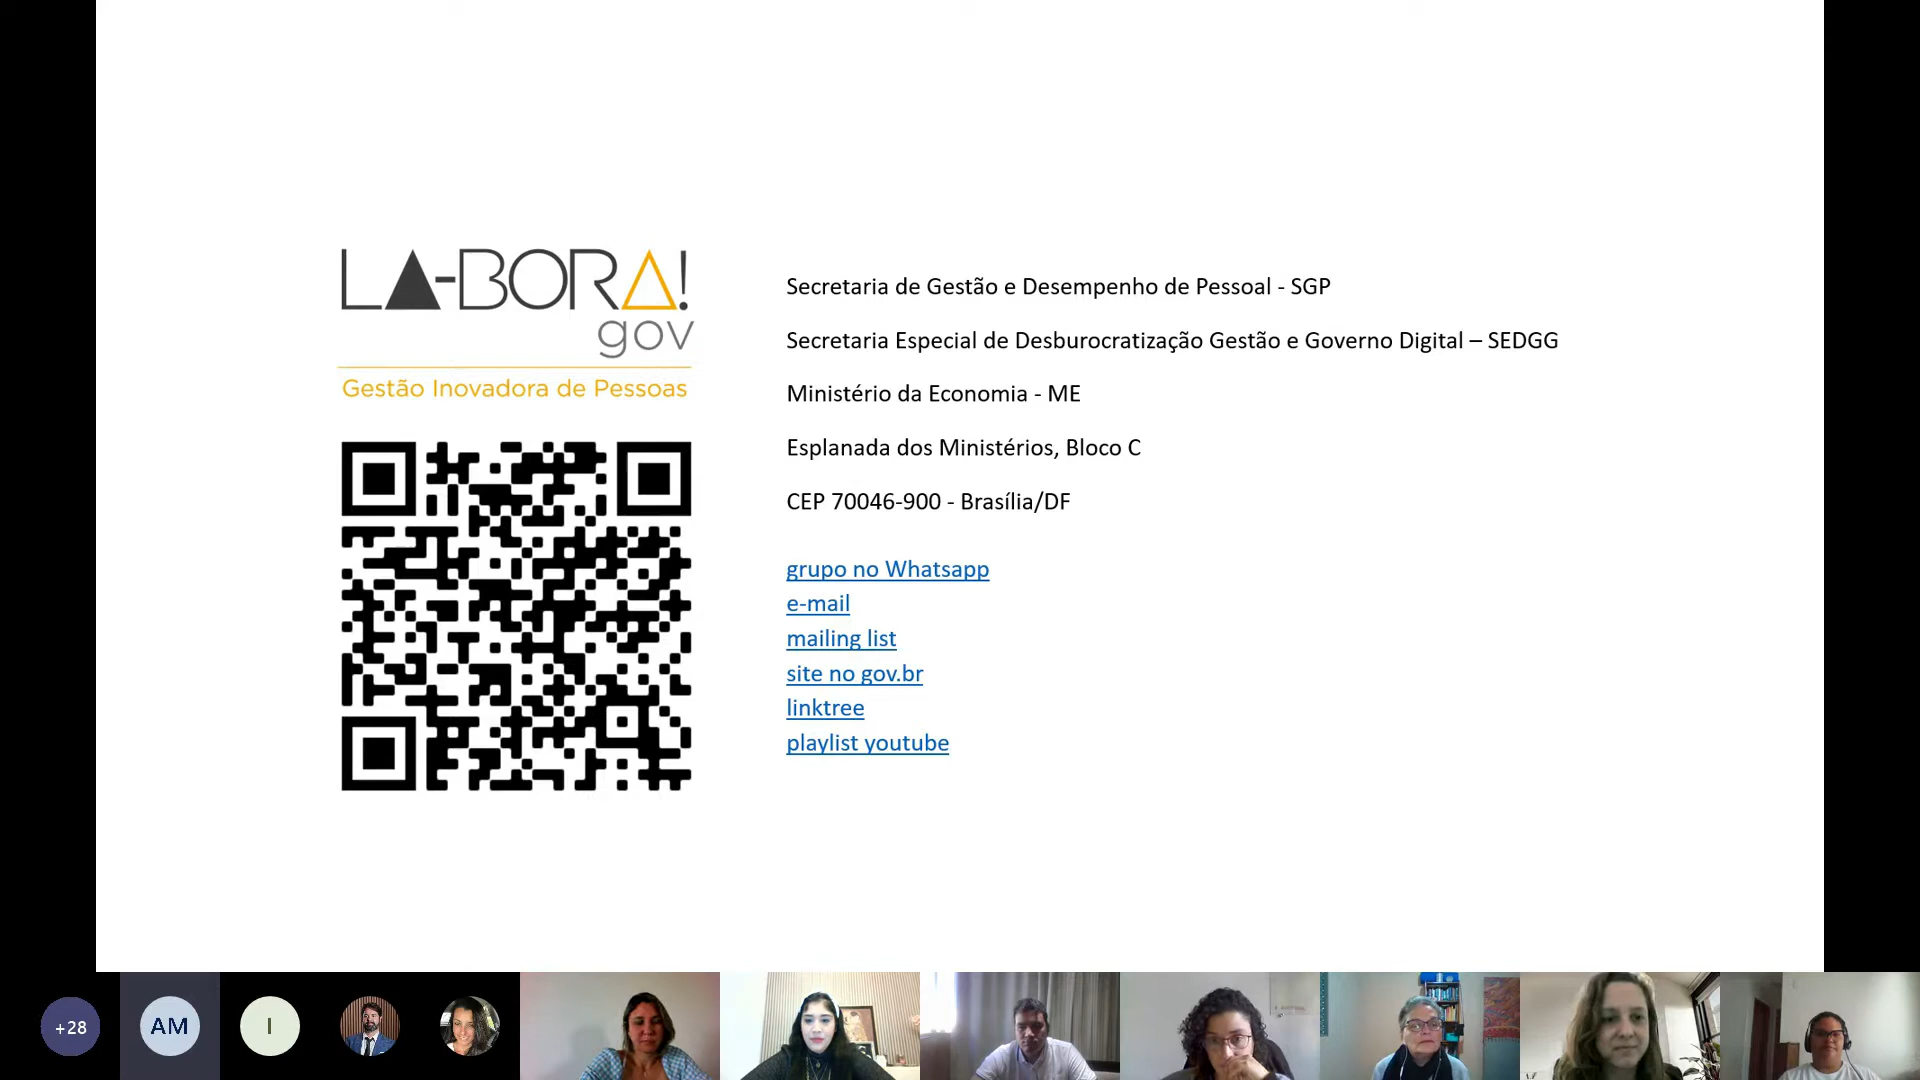 LA-BORA!
gov
Gestão Inovadora de Pessoas
Secretaria de Gestão e Desempenho de Pessoal - SGP
Secretaria Especial de Desburocratização Gestão e Governo Digital – SEDGG
Ministério da Economia - ME
Esplanada dos Ministérios, Bloco C
CEP 70046-900 - Brasília/DF
grupo no Whatsapp
e-mail
mailing list
site no gov.br
linktree
playlist youtube
+28
AM
I